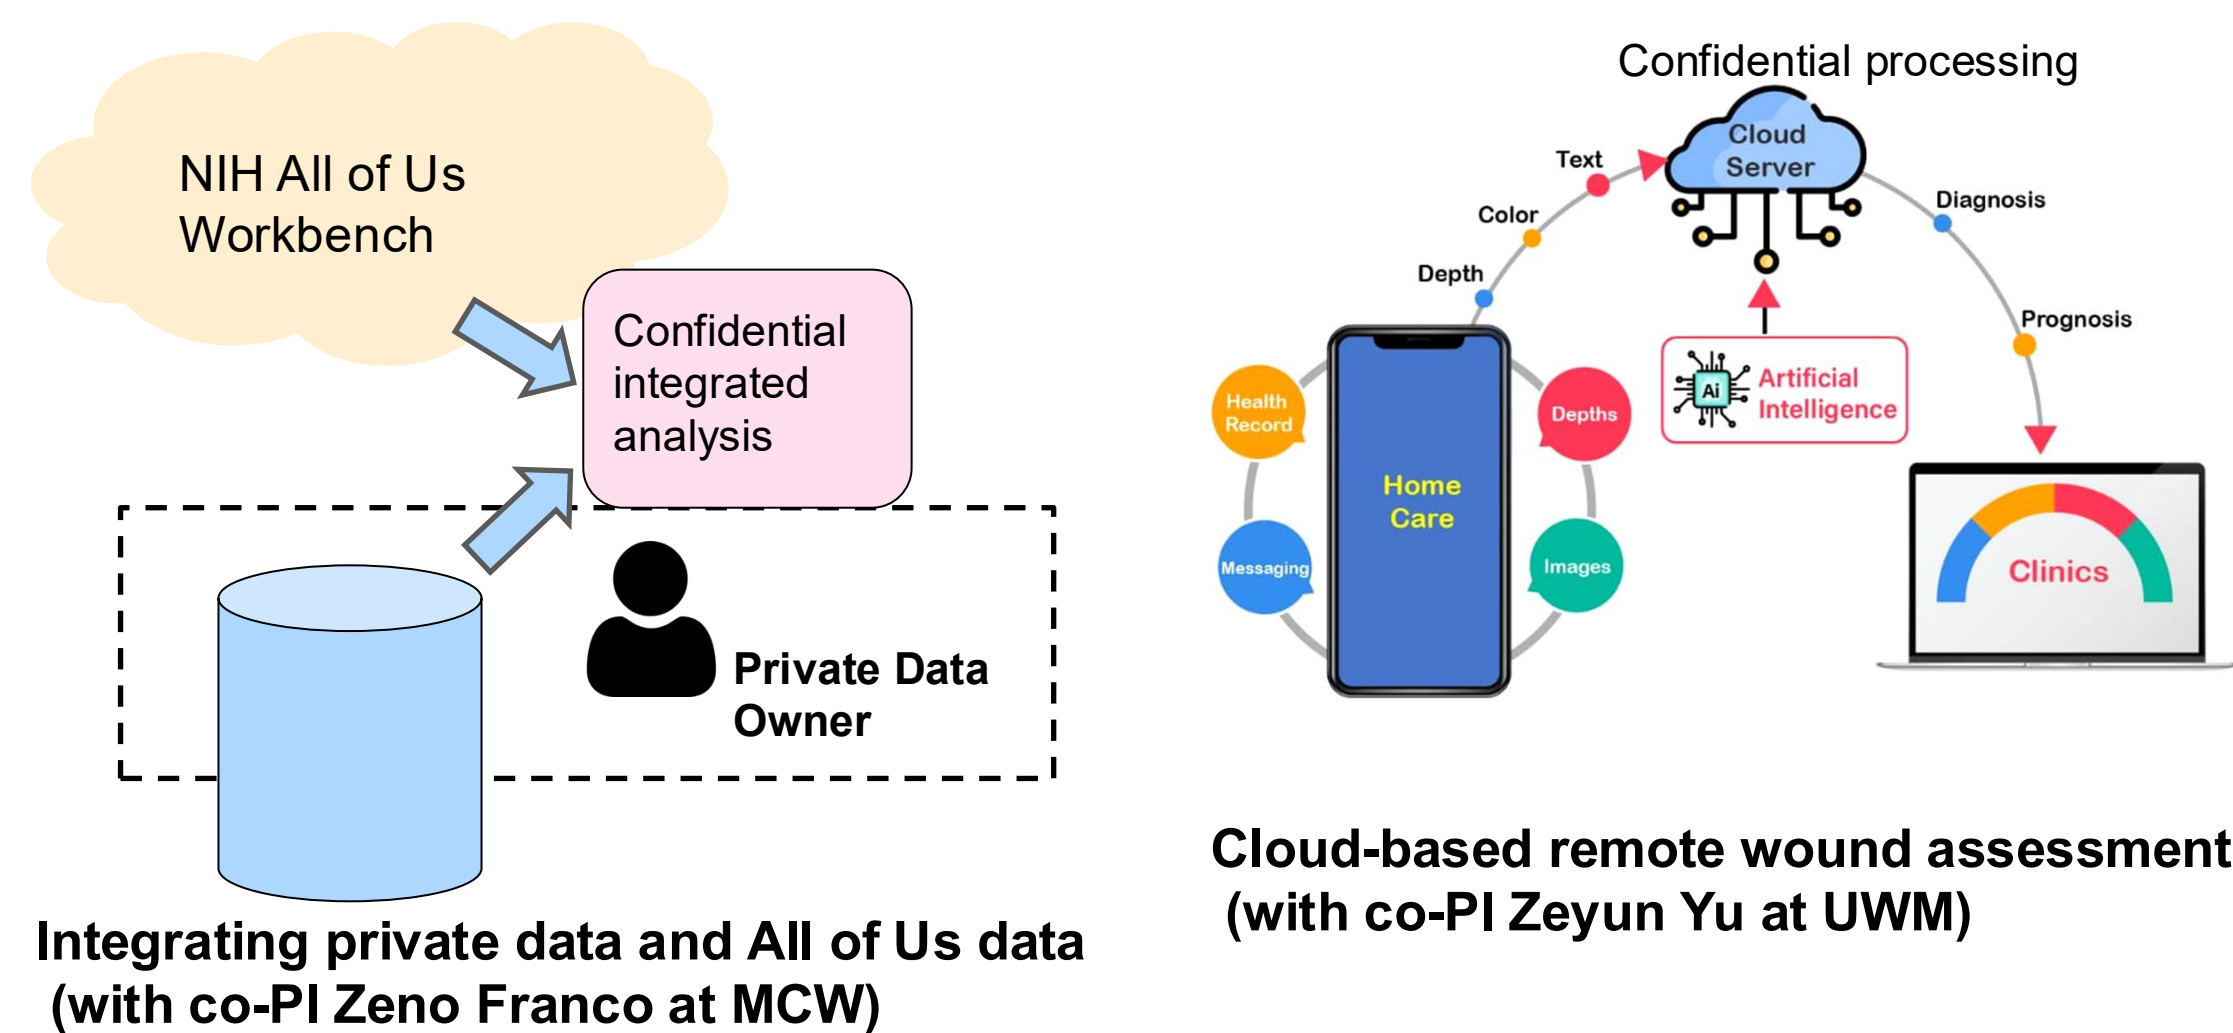 NIH All of Us
Workbench
Confidential
integrated
analysis
Private Data
Owner
Integrating private data and All of Us data
(with co-PI Zeno Franco at MCW)
Confidential processing
Cloud
Server
Text
Color
Depth
Diagnosis
Prognosis
Ai
Artificial
Intelligence
Health
Record
Depths
Home
Care
Messaging
Images
Clinics
Cloud-based remote wound assessment
(with co-PI Zeyun Yu at UWM)